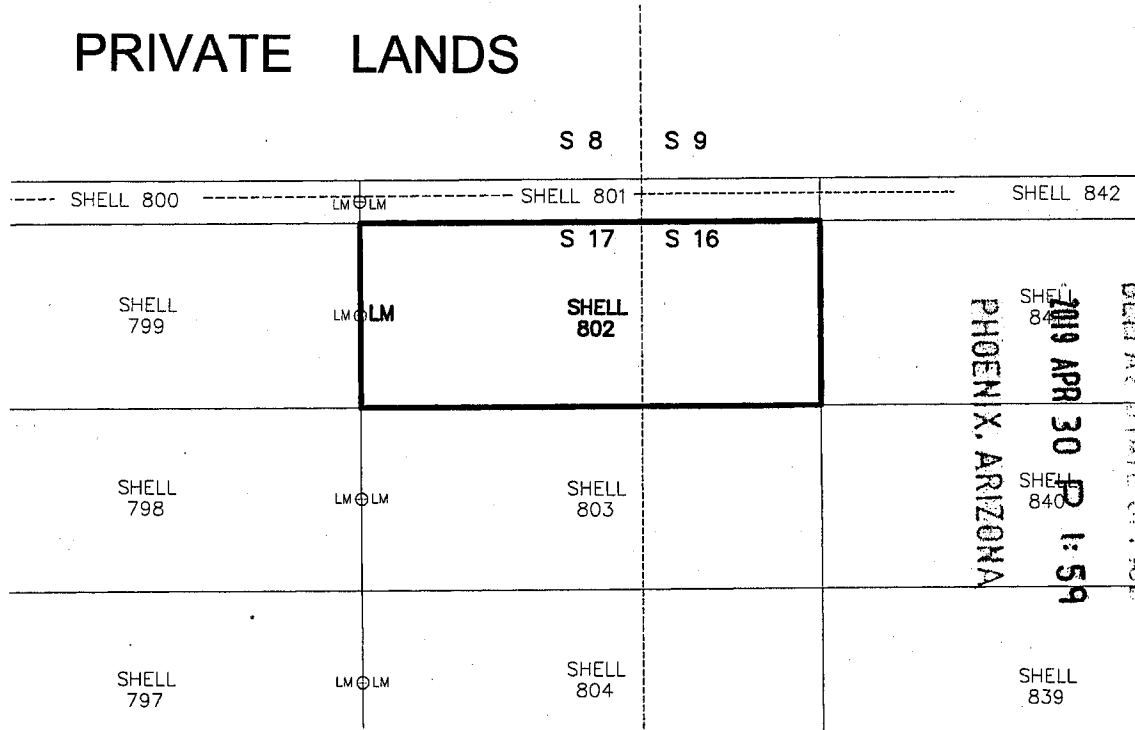 PRIVATE LANDS
S 8 S 9
SHELL 800 LM LM SHELL 801 SHELL 842
S 17 S 16
SHELL
799
LM LM
SHELL
802
SHELL
SHELL
798
LM LM
SHELL
803
SHELL
840
SHELL
797
LM LM
SHELL
804
SHELL
839
2019 APR 30 P 1:59
PHOENIX, ARIZONA